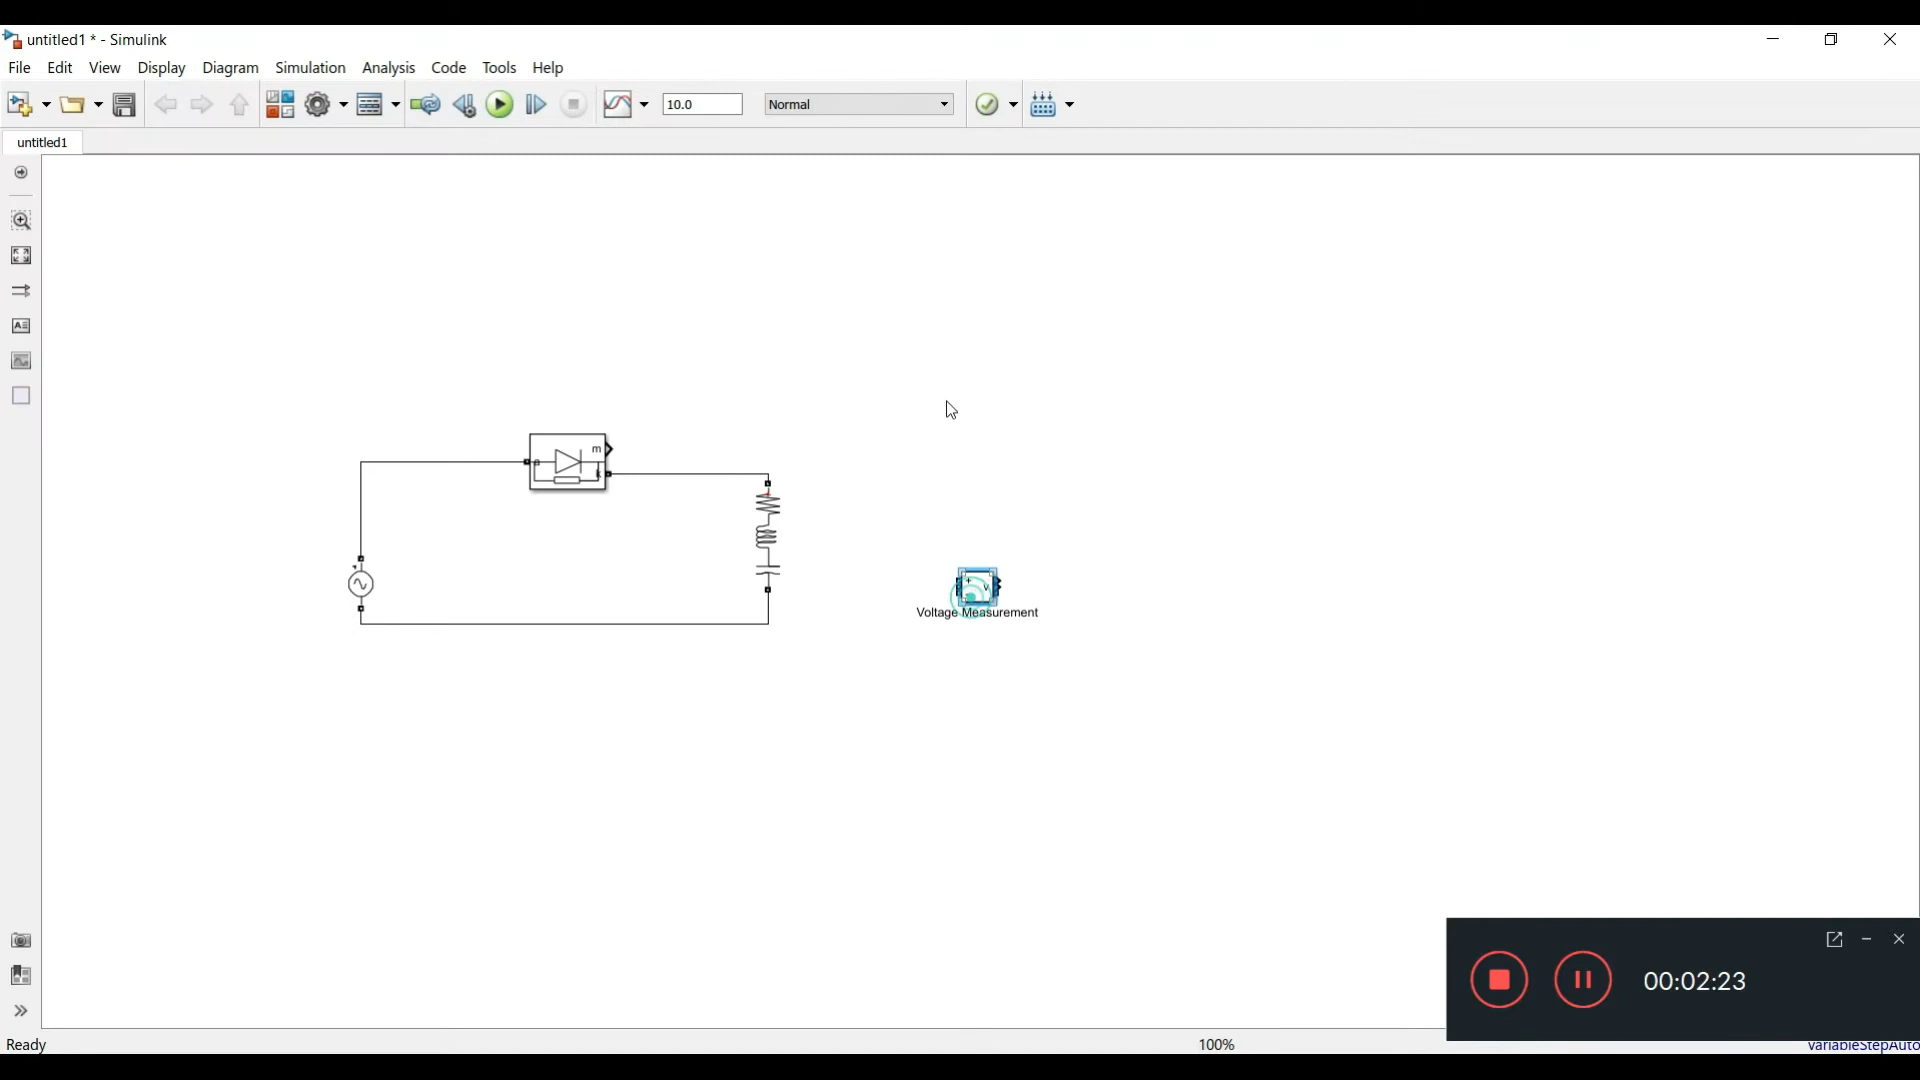 untitled1 * - Simulink
File Edit View Display Diagram Simulation Analysis Code Tools Help
10.0 Normal
untitled1
m
a
k
+
v
Voltage Measurement
00:02:23
Ready 100% VariableStepAuto